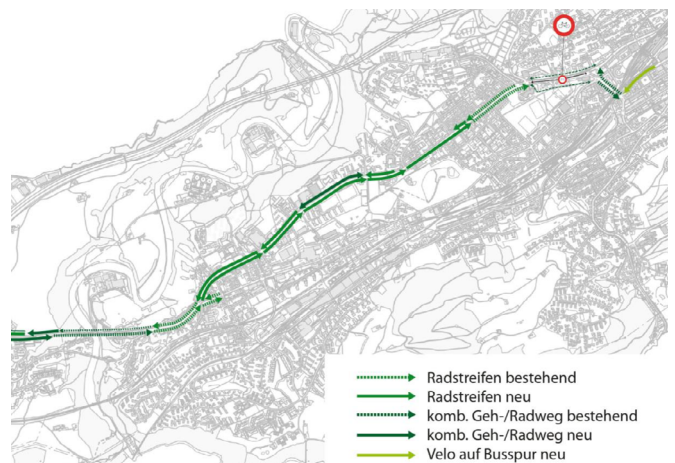 Radstreifen bestehend
Radstreifen neu
komb. Geh-/Radweg bestehend
komb. Geh-/Radweg neu
Velo auf Busspur neu